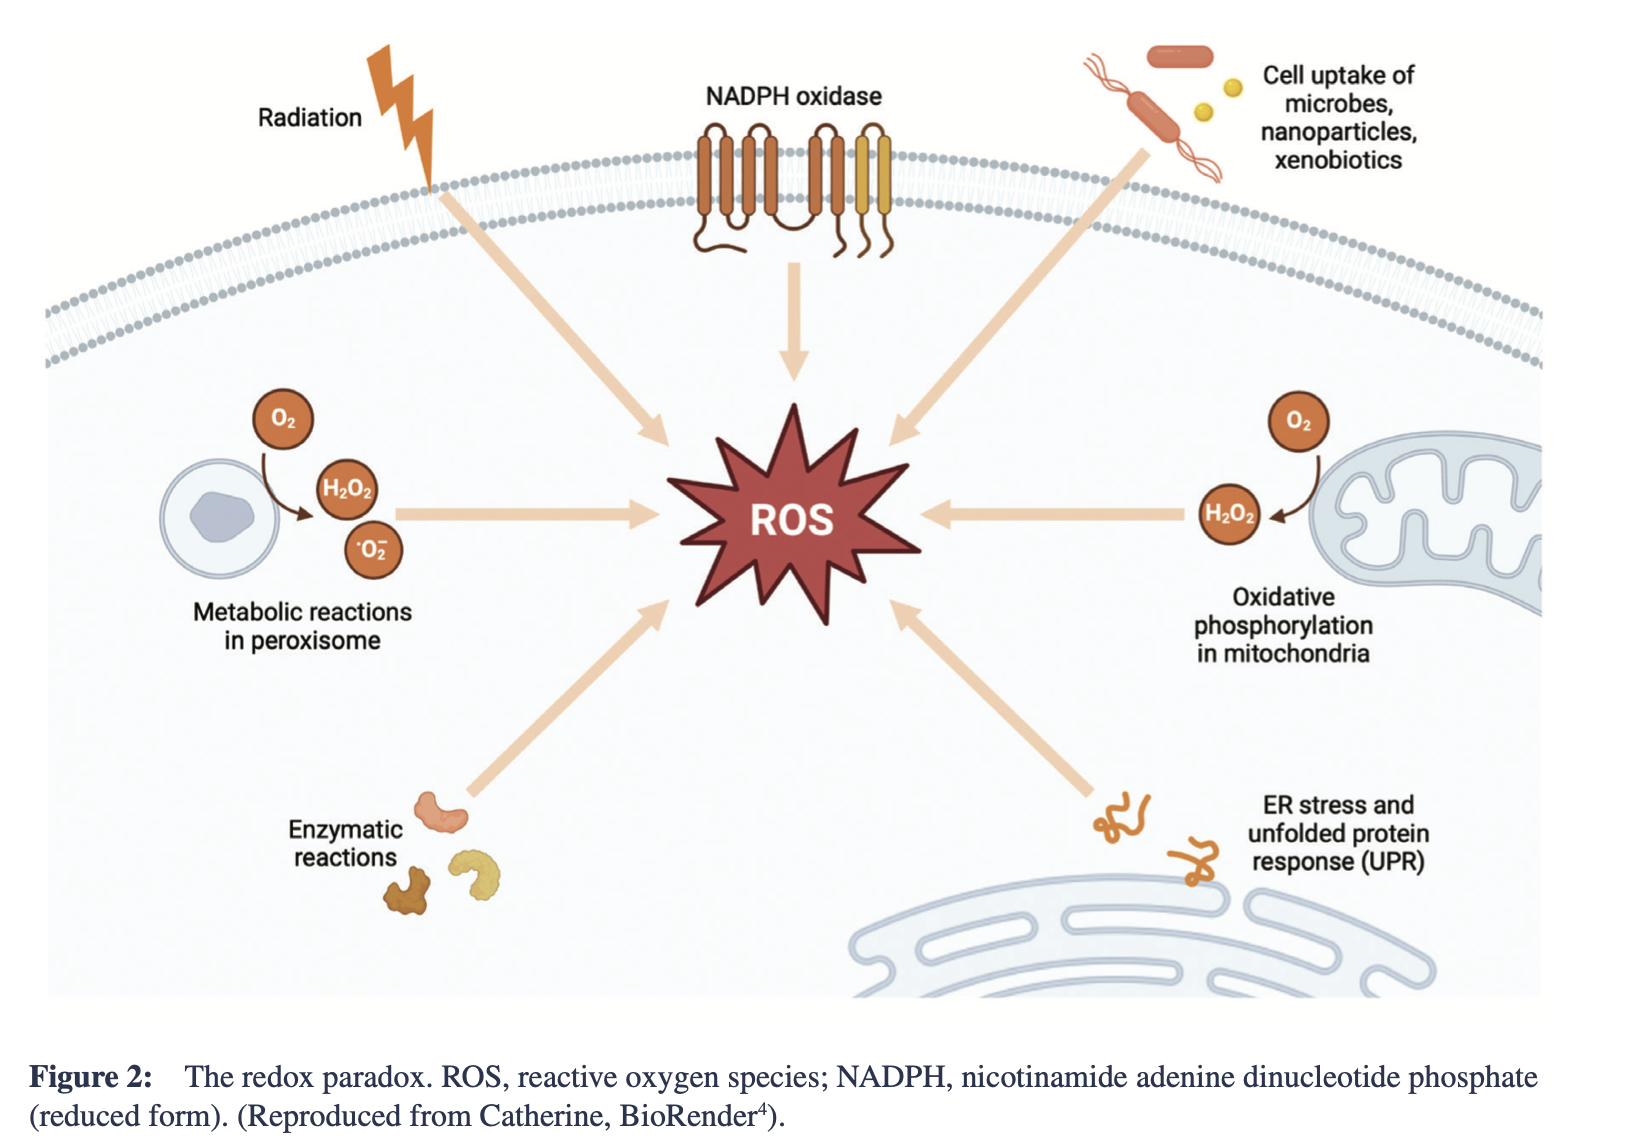 Radiation
NADPH oxidase
Cell uptake of
microbes,
nanoparticles,
xenobiotics
O₂
H₂O₂
·O₂⁻
Metabolic reactions
in peroxisome
ROS
O₂
H₂O₂
Oxidative
phosphorylation
in mitochondria
Enzymatic
reactions
ER stress and
unfolded protein
response (UPR)
Figure 2: The redox paradox. ROS, reactive oxygen species; NADPH, nicotinamide adenine dinucleotide phosphate
(reduced form). (Reproduced from Catherine, BioRender⁴).